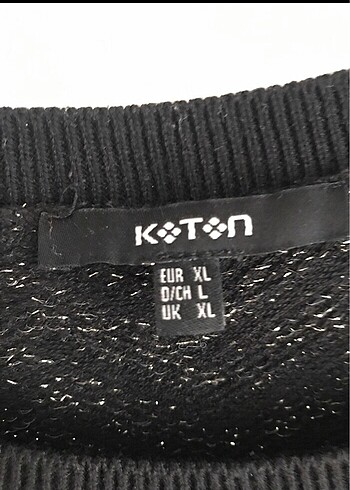 KOTON
EUR XL
D/CH L
UK XL